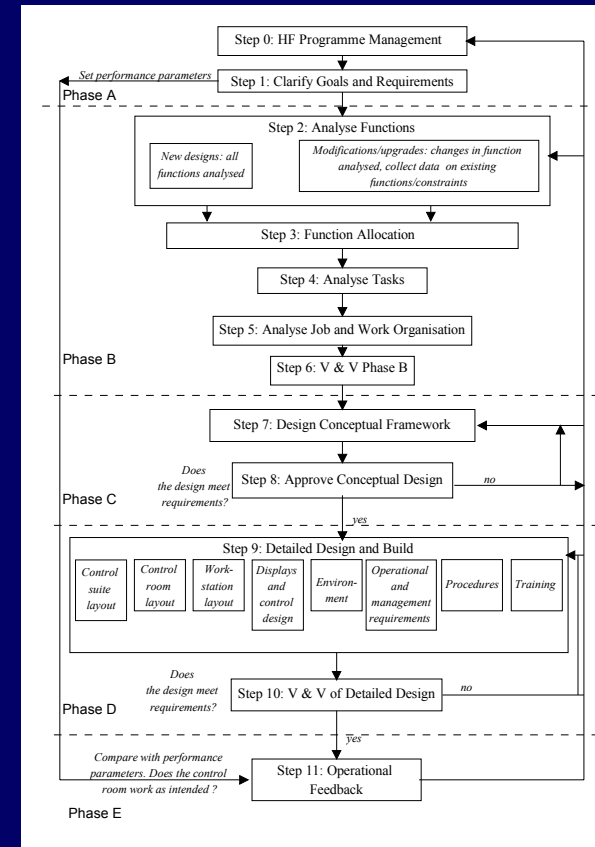 Step 0: HF Programme Management
Set performance parameters
Step 1: Clarify Goals and Requirements
Phase A
Step 2: Analyse Functions
New designs: all
functions analysed
Modifications/upgrades: changes in function
analysed, collect data on existing
functions/constraints
Step 3: Function Allocation
Step 4: Analyse Tasks
Step 5: Analyse Job and Work Organisation
Phase B
Step 6: V & V Phase B
Step 7: Design Conceptual Framework
Does
the design meet
requirements?
Step 8: Approve Conceptual Design
no
Phase C
yes
Step 9: Detailed Design and Build
Control
suite
layout
Control
room
layout
Work-
station
layout
Displays
and
control
design
Environ-
ment
Operational
and
management
requirements
Procedures
Training
Does
the design meet
requirements?
Step 10: V & V of Detailed Design
no
Phase D
yes
Compare with performance
parameters. Does the control
room work as intended ?
Step 11: Operational
Feedback
Phase E